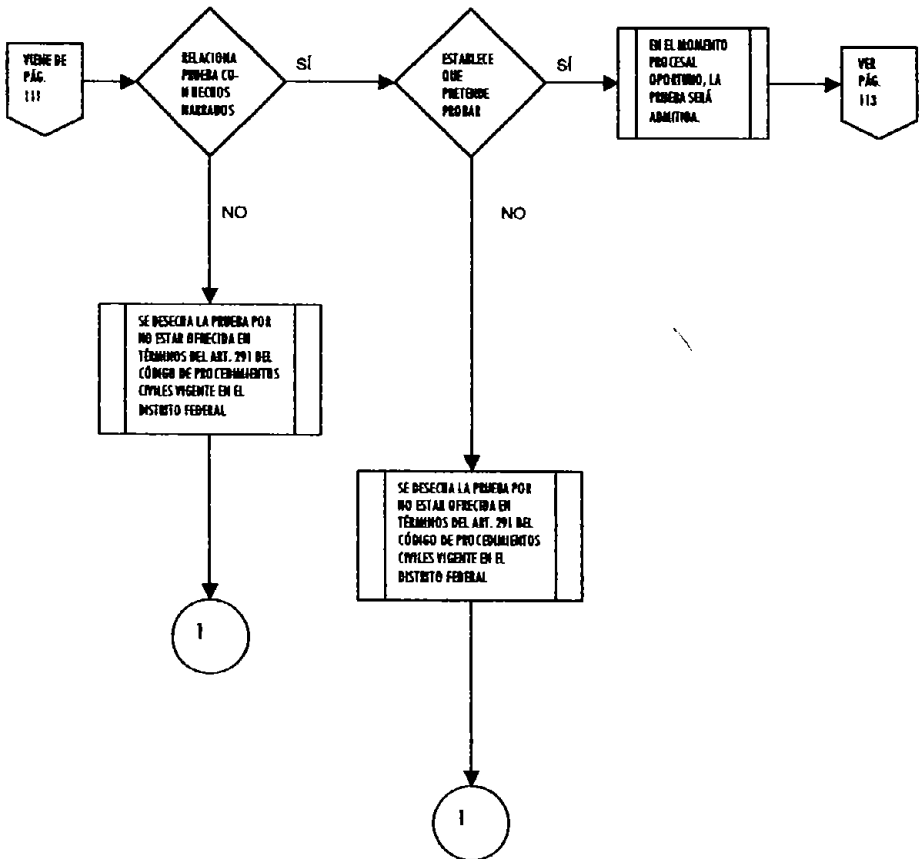 VIENE DE
PÁG.
111
RELACIONA
PRUEBA CO-
N HECHOS
NARRADOS
SÍ
ESTABLECE
QUE
PRETENDE
PROBAR
SÍ
EN EL MOMENTO
PROCESAL
OPORTUNO, LA
PRUEBA SERÁ
ADMITIDA.
VER
PÁG.
113
NO
NO
SE DESECHA LA PRUEBA POR
NO ESTAR OFRECIDA EN
TÉRMINOS DEL ART. 291 DEL
CÓDIGO DE PROCEDIMIENTOS
CIVILES VIGENTE EN EL
DISTRITO FEDERAL
SE DESECHA LA PRUEBA POR
NO ESTAR OFRECIDA EN
TÉRMINOS DEL ART. 291 DEL
CÓDIGO DE PROCEDIMIENTOS
CIVILES VIGENTE EN EL
DISTRITO FEDERAL
1
1